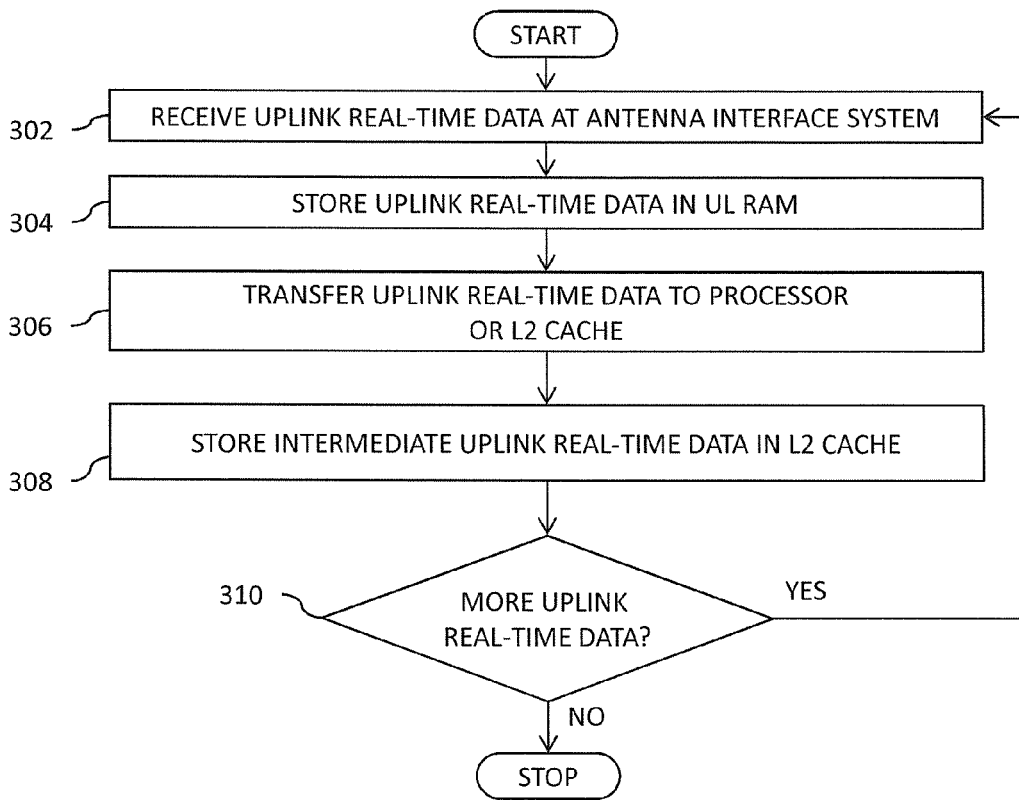 START
302
RECEIVE UPLINK REAL-TIME DATA AT ANTENNA INTERFACE SYSTEM
304
STORE UPLINK REAL-TIME DATA IN UL RAM
306
TRANSFER UPLINK REAL-TIME DATA TO PROCESSOR
OR L2 CACHE
308
STORE INTERMEDIATE UPLINK REAL-TIME DATA IN L2 CACHE
310
MORE UPLINK
REAL-TIME DATA?
YES
NO
STOP